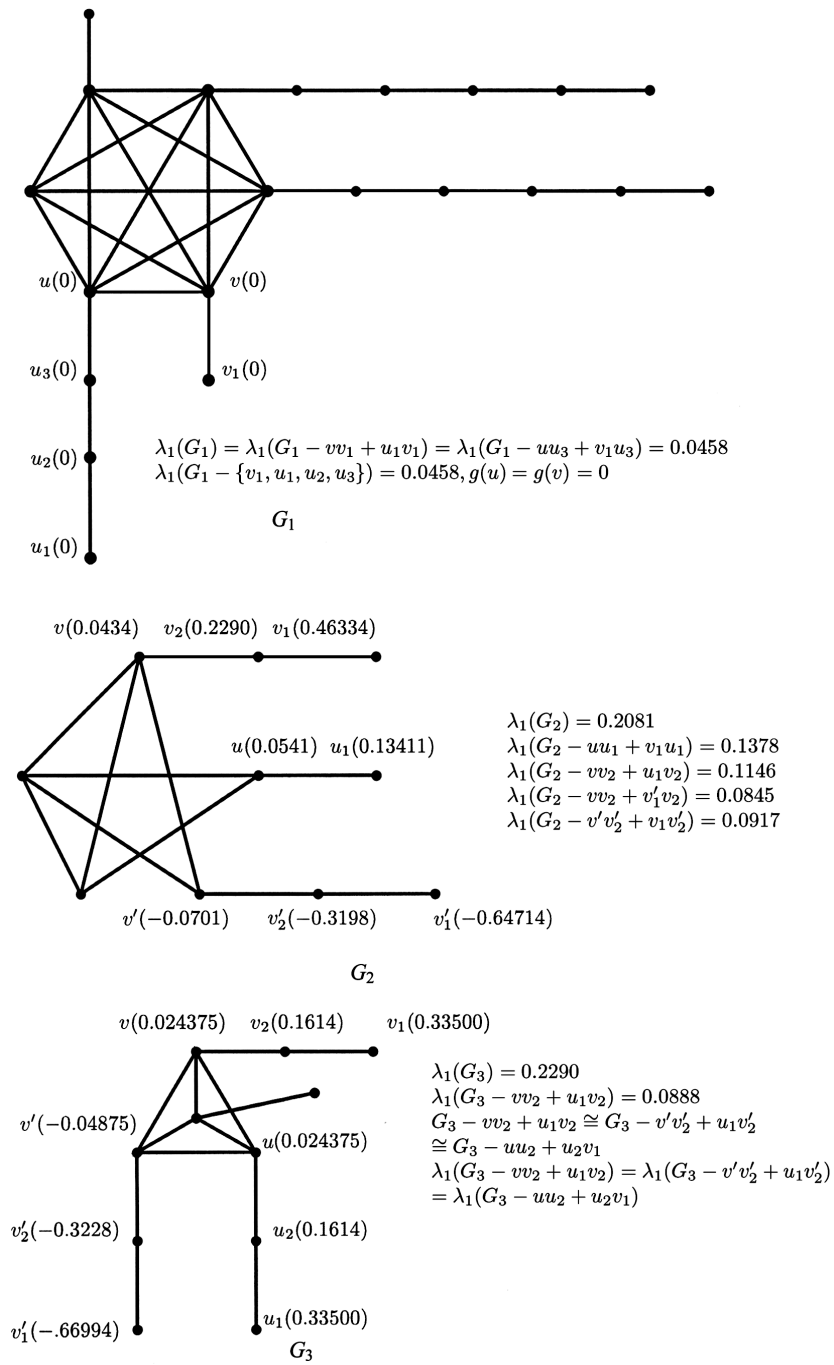 u(0) v(0)
u₃(0) v₁(0)
λ₁(G₁) = λ₁(G₁ − vv₁ + u₁v₁) = λ₁(G₁ − uu₃ + v₁u₃) = 0.0458
u₂(0) λ₁(G₁ − {v₁, u₁, u₂, u₃}) = 0.0458, g(u) = g(v) = 0
G₁
u₁(0)
v(0.0434) v₂(0.2290) v₁(0.46334)
λ₁(G₂) = 0.2081
u(0.0541) u₁(0.13411) λ₁(G₂ − uu₁ + v₁u₁) = 0.1378
λ₁(G₂ − vv₂ + u₁v₂) = 0.1146
λ₁(G₂ − vv₂ + v′₁v₂) = 0.0845
λ₁(G₂ − v′v′₂ + v₁v′₂) = 0.0917
v′(−0.0701) v′₂(−0.3198) v′₁(−0.64714)
G₂
v(0.024375) v₂(0.1614) v₁(0.33500)
λ₁(G₃) = 0.2290
λ₁(G₃ − vv₂ + u₁v₂) = 0.0888
v′(−0.04875) G₃ − vv₂ + u₁v₂ ≅ G₃ − v′v′₂ + u₁v′₂
u(0.024375) ≅ G₃ − uu₂ + u₂v₁
λ₁(G₃ − vv₂ + u₁v₂) = λ₁(G₃ − v′v′₂ + u₁v′₂)
= λ₁(G₃ − uu₂ + u₂v₁)
v′₂(−0.3228) u₂(0.1614)
v′₁(−.66994) u₁(0.33500)
G₃